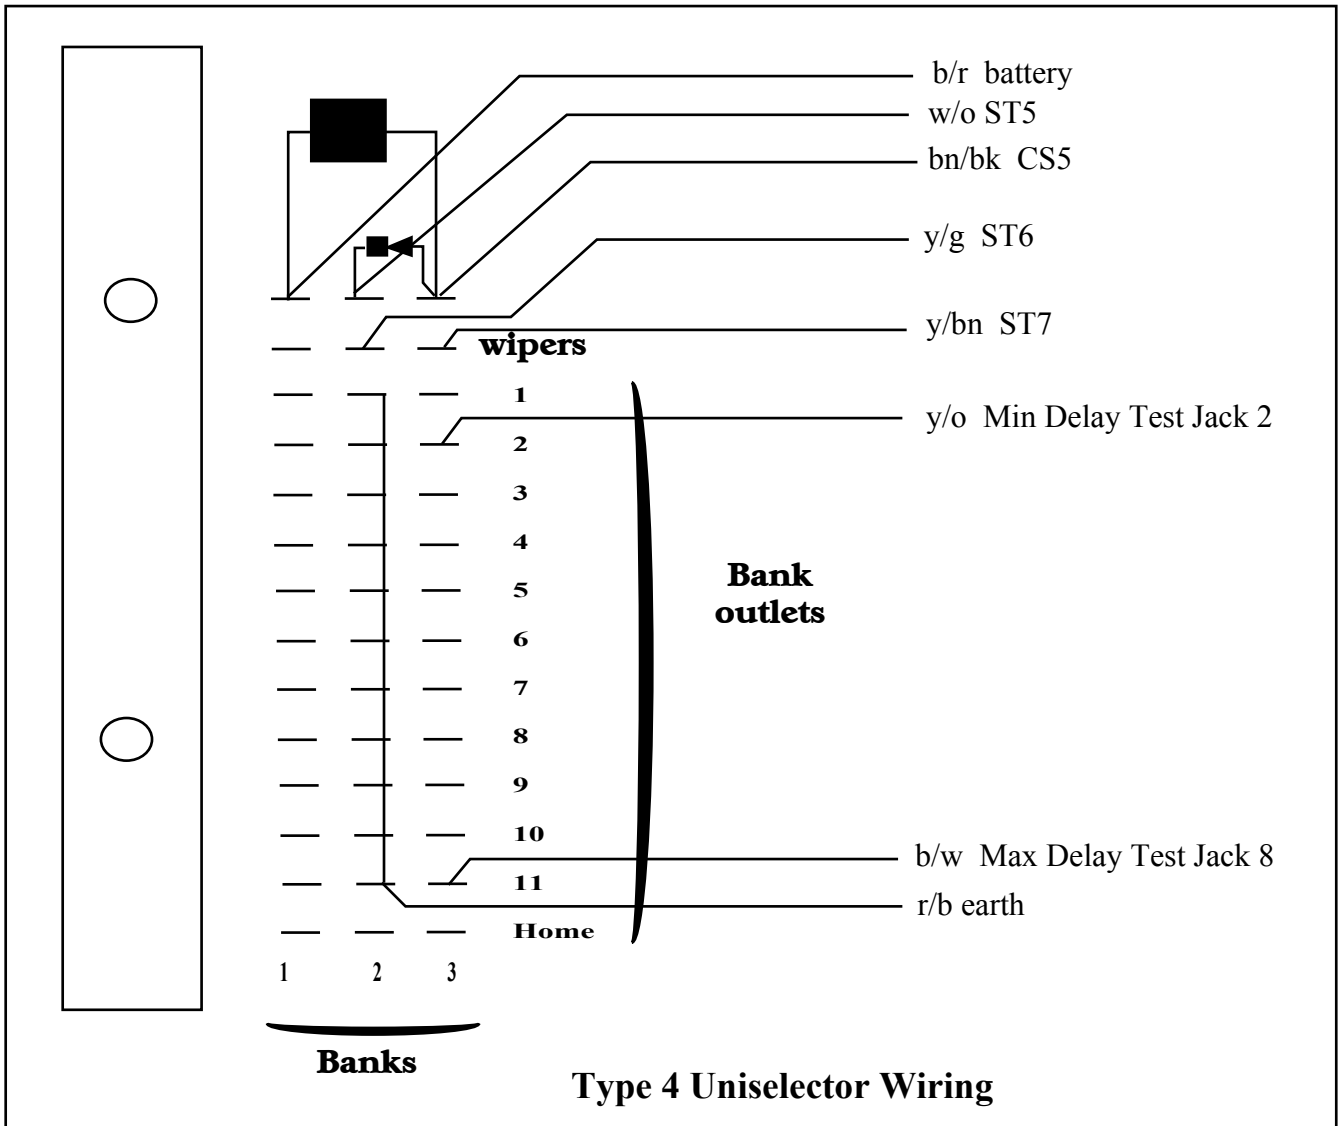 b/r battery
w/o ST5
bn/bk CS5
y/g ST6
y/bn ST7
wipers
1
y/o Min Delay Test Jack 2
2
3
4
5
Bank
outlets
6
7
8
9
10
b/w Max Delay Test Jack 8
11
r/b earth
Home
1 2 3
Banks
Type 4 Uniselector Wiring